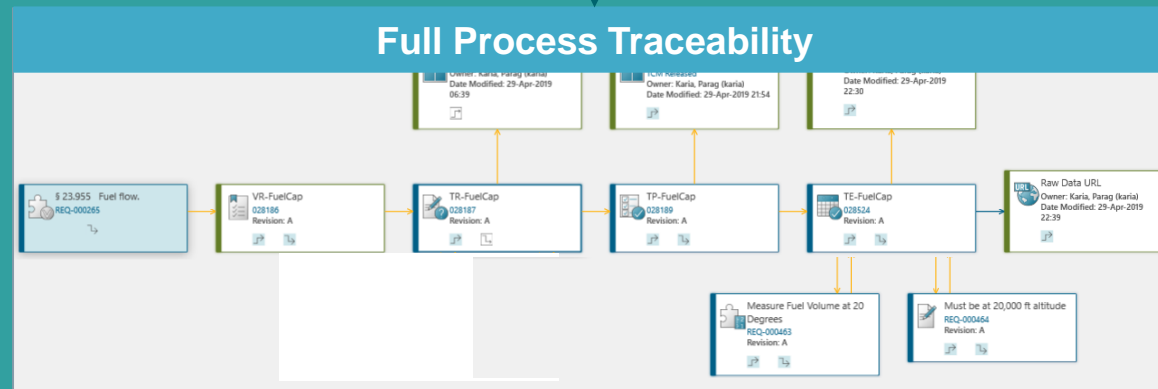 Full Process Traceability
Owner: Karia, Parag (karia)
Date Modified: 29-Apr-2019
06:39
TCM Released
Owner: Karia, Parag (karia)
Date Modified: 29-Apr-2019 21:54
Date Modified: 29-Apr-2019
22:30
§ 23.955 Fuel flow.
REQ-000265
VR-FuelCap
028186
Revision: A
TR-FuelCap
028187
Revision: A
TP-FuelCap
028189
Revision: A
TE-FuelCap
028524
Revision: A
URL
Raw Data URL
Owner: Karia, Parag (karia)
Date Modified: 29-Apr-2019
22:39
Measure Fuel Volume at 20
Degrees
REQ-000463
Revision: A
Must be at 20,000 ft altitude
REQ-000464
Revision: A